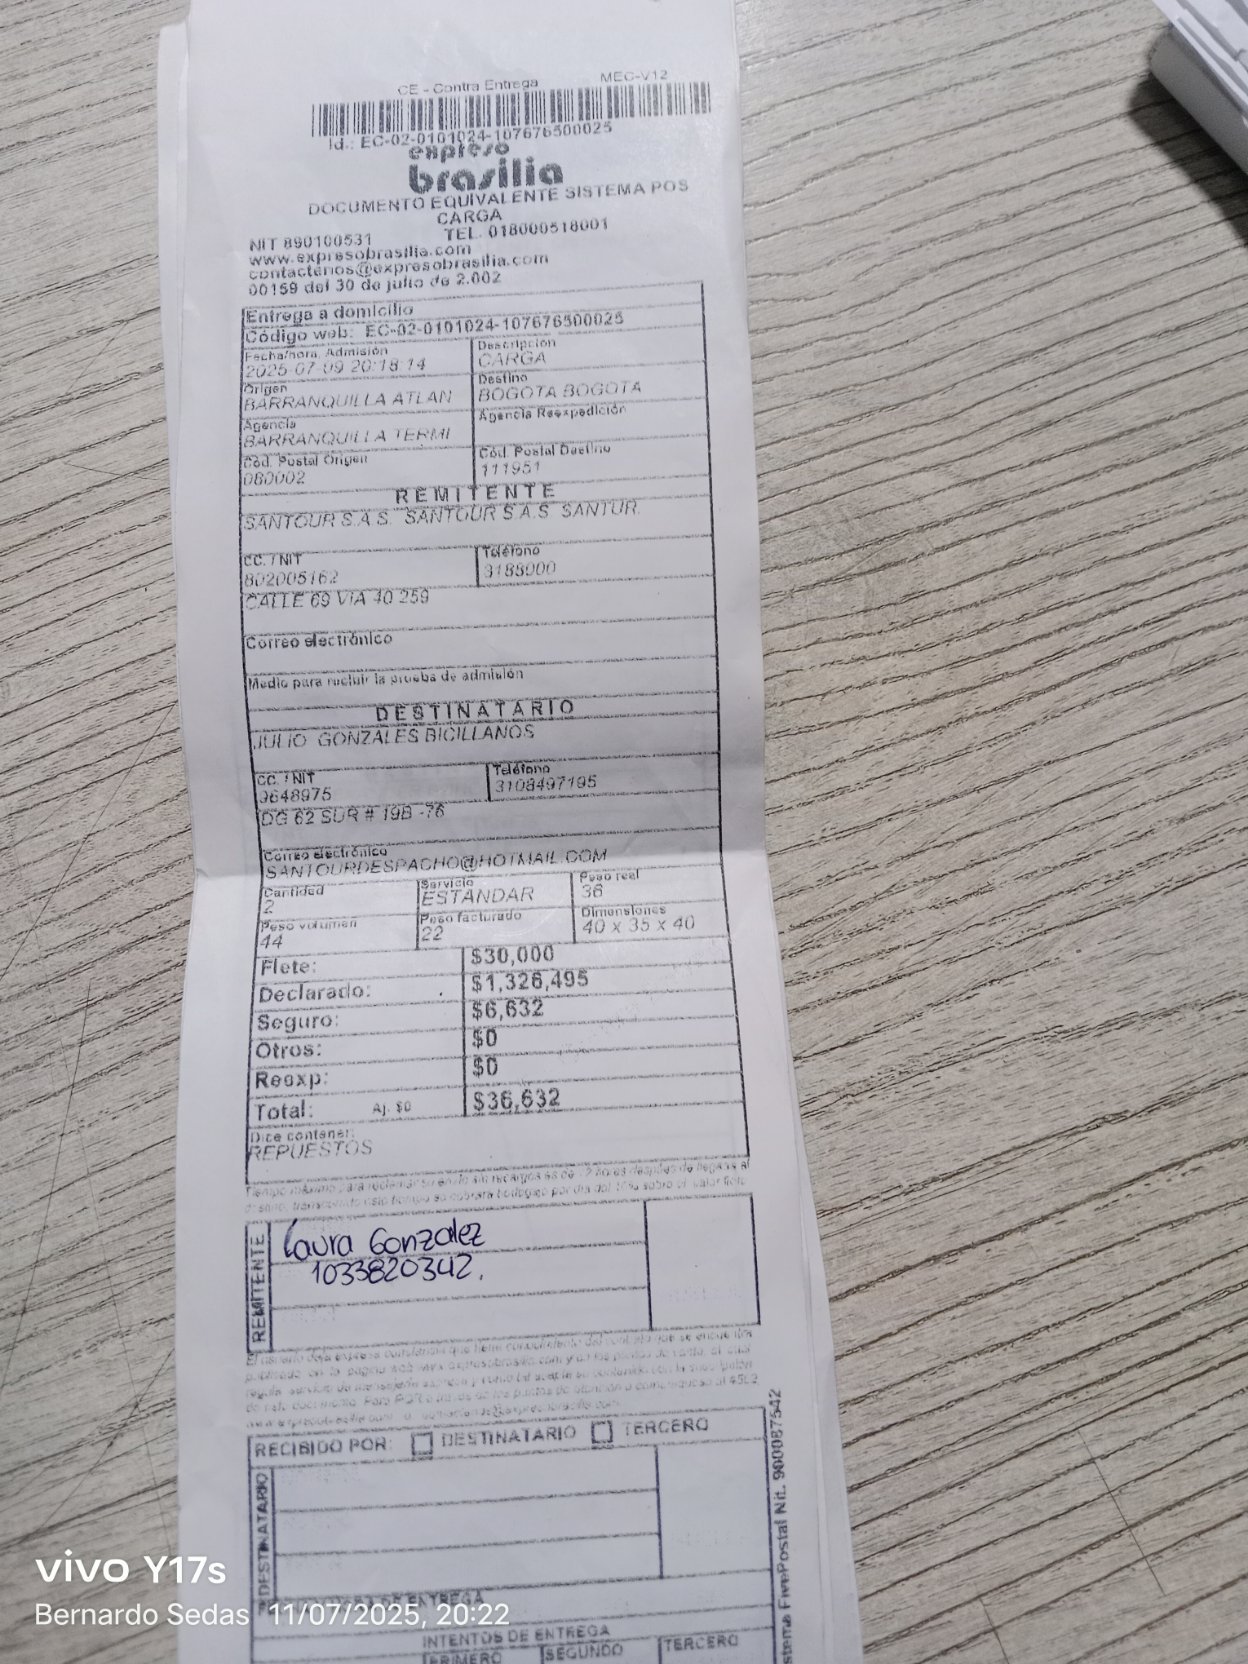 CE - Contra Entrega MEC-V12
Id.: EC-02-0101024-107676500025
expreso
brasilia
DOCUMENTO EQUIVALENTE SISTEMA POS
CARGA
NIT 890100531 TEL. 018000518001
www.expresobrasilia.com
contactenos@expresobrasilia.com
00159 del 30 de julio de 2.002
Entrega a domicilio
Código web: EC-02-0101024-107676500025
Fecha/hora, Admisión Descripcion
2025-07-09 20:18:14 CARGA
Origen Destino
BARRANQUILLA ATLAN BOGOTA BOGOTA
Agencia Agencia Reexpedición
BARRANQUILLA TERMI
Cód. Postal Origen Cód. Postal Destino
080002 111951
REMITENTE
SANTOUR S.A.S. SANTOUR S.A.S SANTUR.
CC. / NIT Teléfono
802005162 3188000
CALLE 69 VIA 40 259
Correo electrónico
Medio para recibir la prueba de admisión
DESTINATARIO
JULIO GONZALES BICILLANOS
CC. / NIT Teléfono
9648975 3108497195
DG 62 SUR # 19B -76
Correo electrónico
SANTOURDESPACHO@HOTMAIL.COM
Cantidad Servicio Peso real
2 ESTANDAR 36
Peso volumen Peso facturado Dimensiones
44 22 40 x 35 x 40
Flete: $30,000
Declarado: $1,326,495
Seguro: $6,632
Otros: $0
Reexp: $0
Total: Aj. $0 $36,632
Dice contener:
REPUESTOS
REMITENTE
Laura Gonzalez
1033820342.
RECIBIDO POR: DESTINATARIO TERCERO
DESTINATARIO
INTENTOS DE ENTREGA
PRIMERO SEGUNDO TERCERO
Postal Nit. 900087542
vivo Y17s
Bernardo Sedas 11/07/2025, 20:22